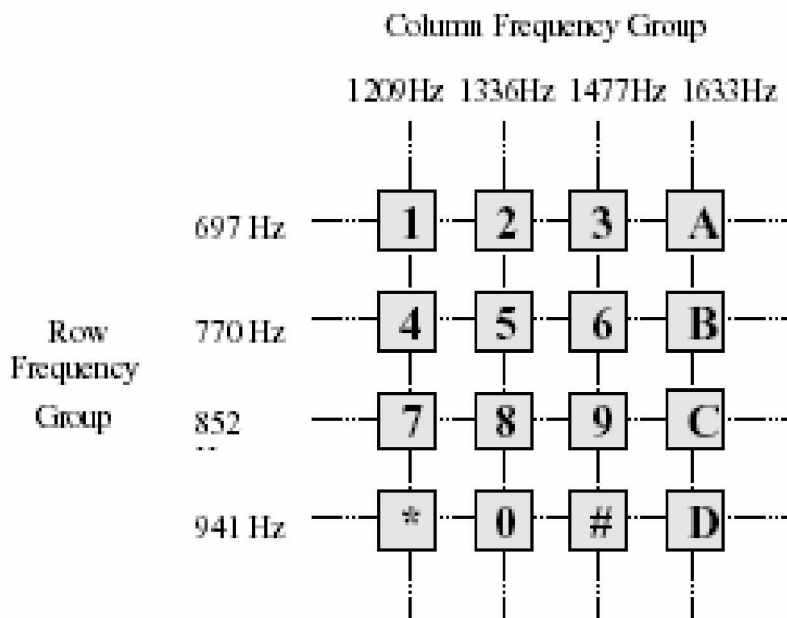 Column Frequency Group
1209Hz 1336Hz 1477Hz 1633Hz
697 Hz 1 2 3 A
770 Hz 4 5 6 B
Row
Frequency
Group
852 7 8 9 C
941 Hz * 0 # D